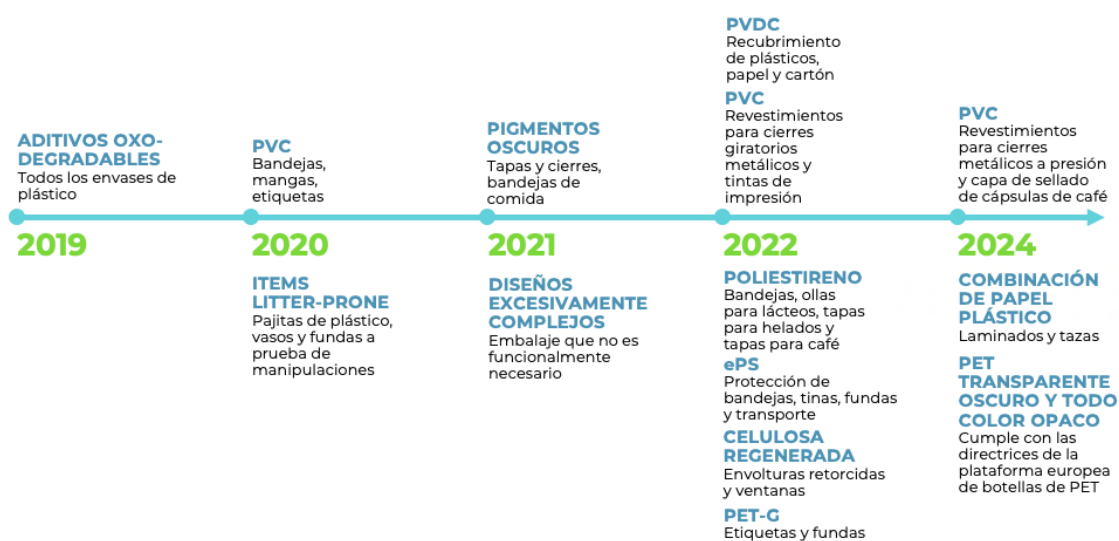 ADITIVOS OXO-
DEGRADABLES
Todos los envases de
plástico
2019
PVC
Bandejas,
mangas,
etiquetas
2020
ITEMS
LITTER-PRONE
Pajitas de plástico,
vasos y fundas a
prueba de
manipulaciones
PIGMENTOS
OSCUROS
Tapas y cierres,
bandejas de
comida
2021
DISEÑOS
EXCESIVAMENTE
COMPLEJOS
Embalaje que no es
funcionalmente
necesario
PVDC
Recubrimiento
de plásticos,
papel y cartón
PVC
Revestimientos
para cierres
giratorios
metálicos y
tintas de
impresión
2022
POLIESTIRENO
Bandejas, ollas
para lácteos, tapas
para helados y
tapas para café
ePS
Protección de
bandejas, tinas, fundas
y transporte
CELULOSA
REGENERADA
Envolturas retorcidas
y ventanas
PET-G
Etiquetas y fundas
PVC
Revestimientos
para cierres
metálicos a presión
y capa de sellado
de cápsulas de café
2024
COMBINACIÓN
DE PAPEL
PLÁSTICO
Laminados y tazas
PET
TRANSPARENTE
OSCURO Y TODO
COLOR OPACO
Cumple con las
directrices de la
plataforma europea
de botellas de PET